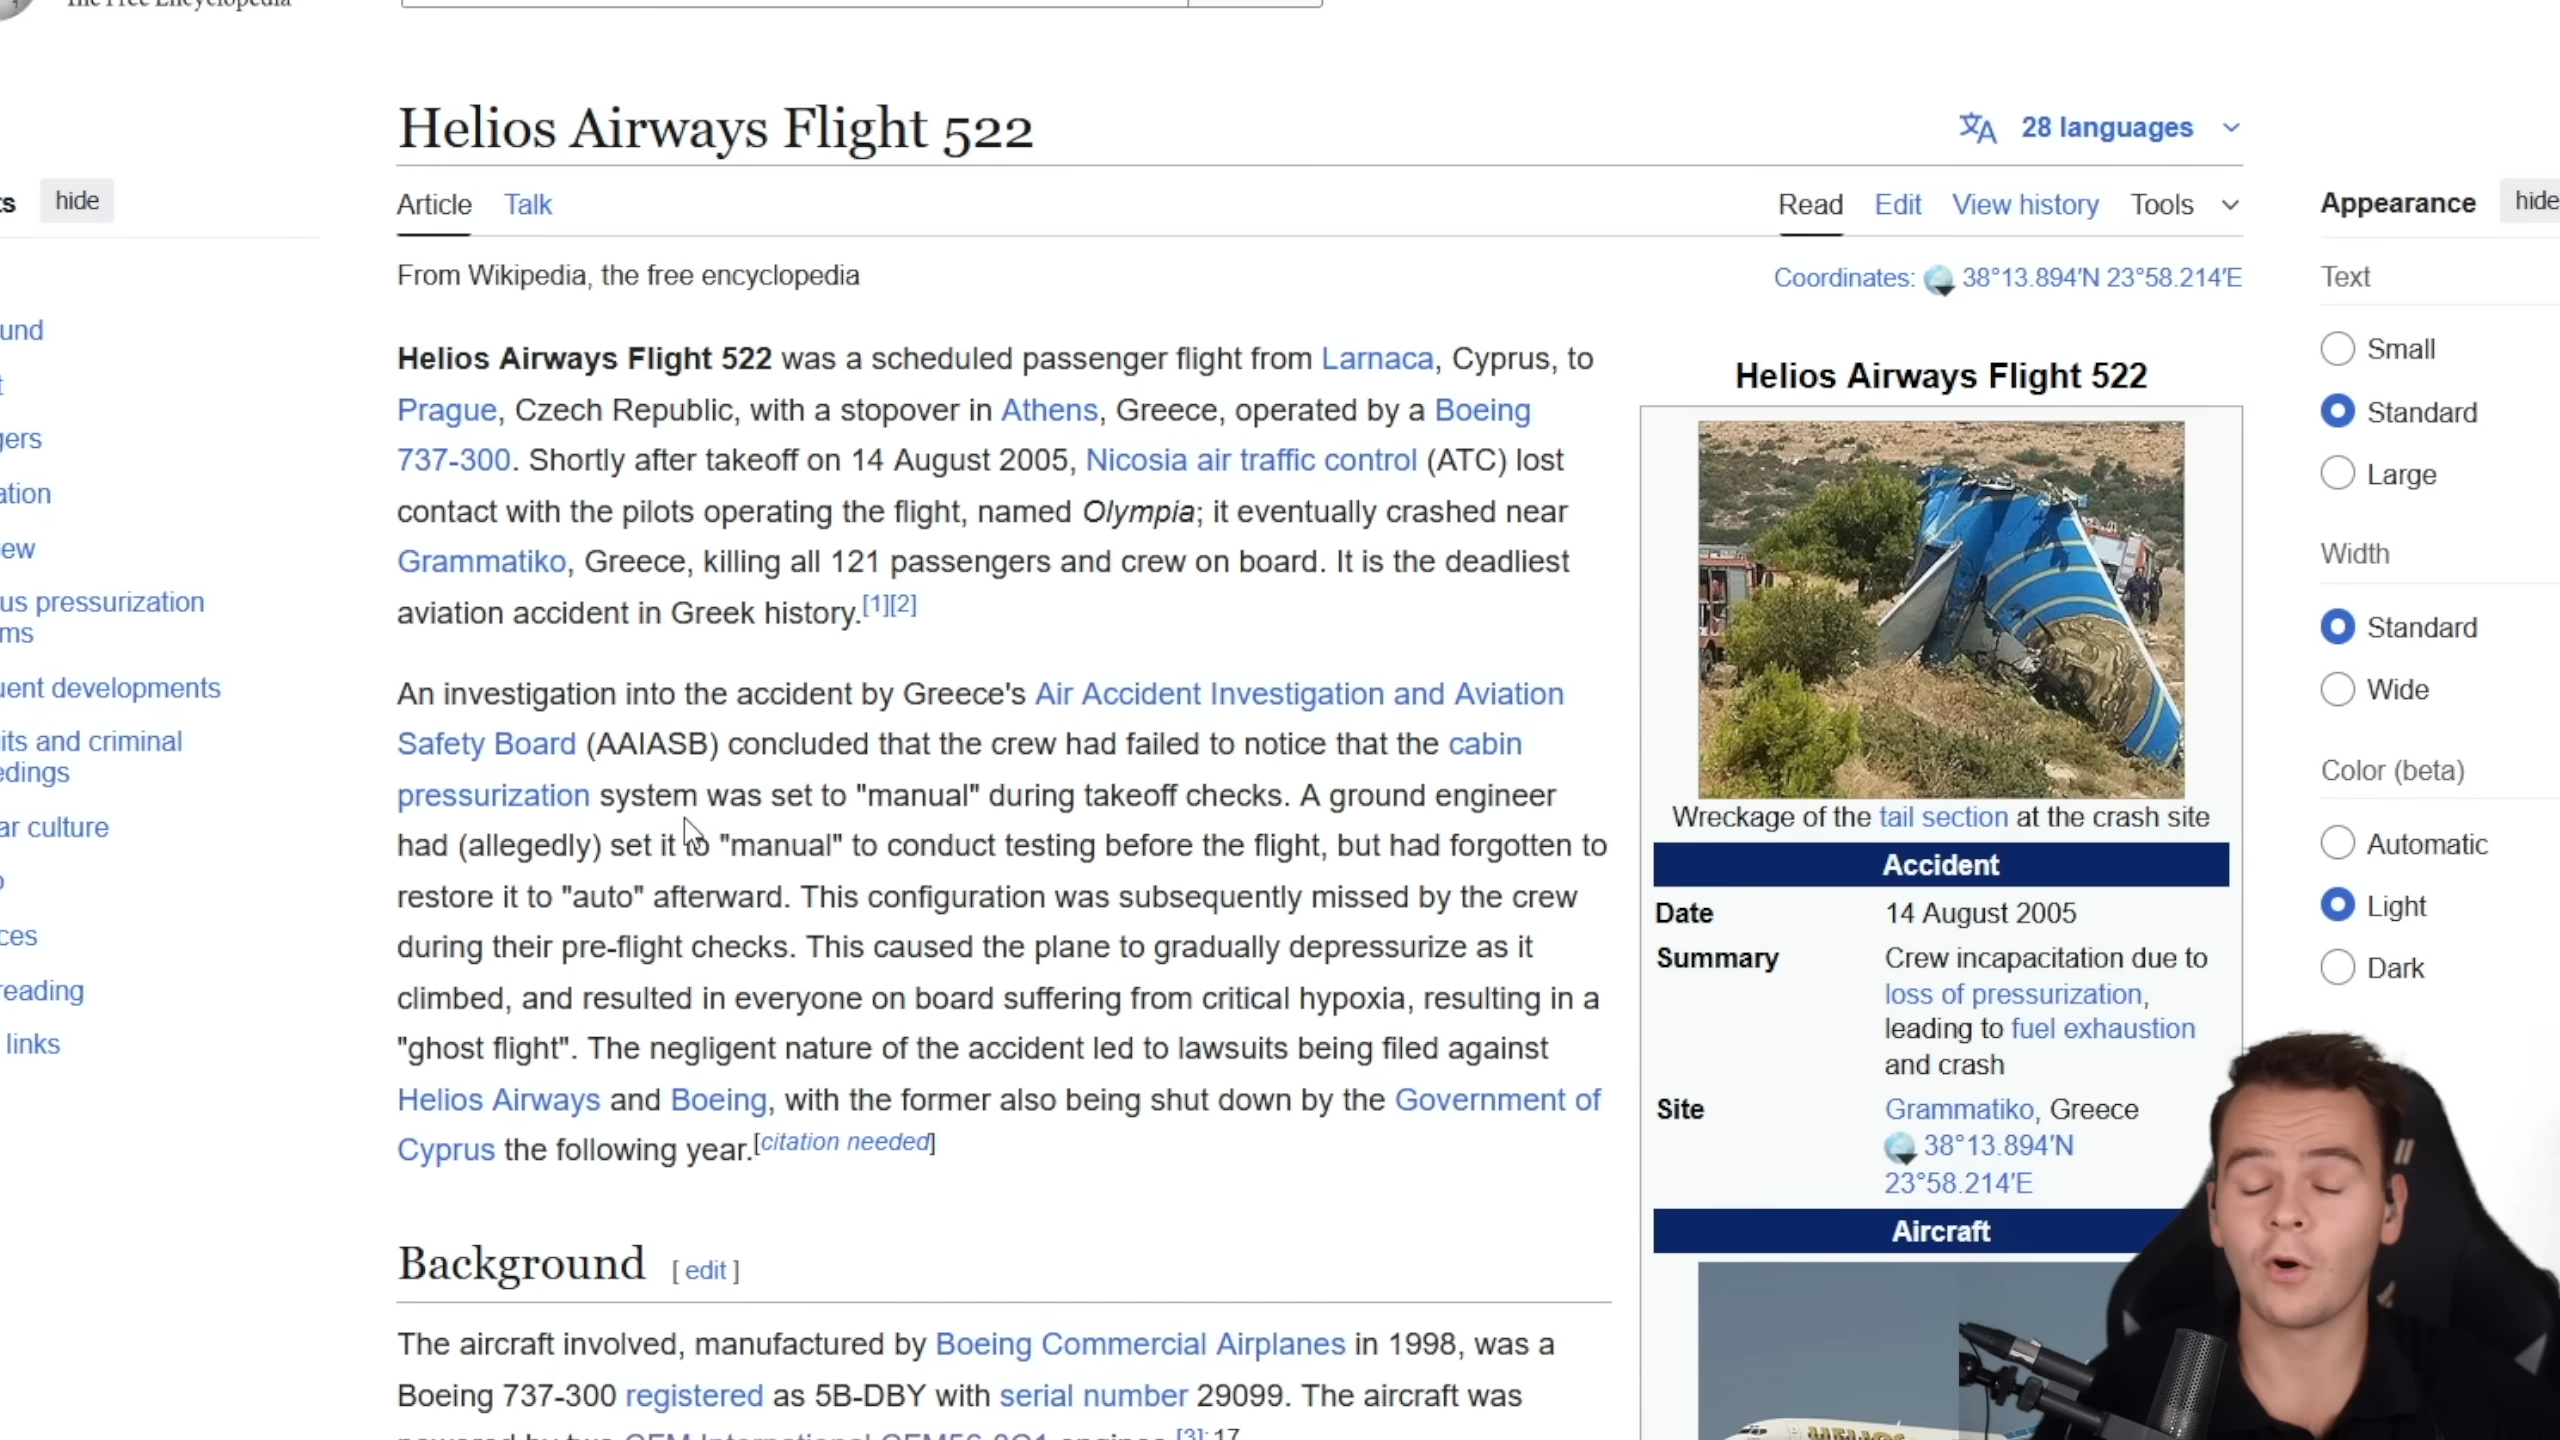 The Free Encyclopedia
Helios Airways Flight 522
28 languages
hide
Article Talk
Read Edit View history Tools
Appearance hide
From Wikipedia, the free encyclopedia
Coordinates: 38°13.894′N 23°58.214′E
Text
Small
Standard
Large
Width
Standard
Wide
Color (beta)
Automatic
Light
Dark
und
gers
ation
ew
us pressurization
ms
uent developments
its and criminal
edings
ar culture
ces
reading
links
Helios Airways Flight 522 was a scheduled passenger flight from Larnaca, Cyprus, to
Prague, Czech Republic, with a stopover in Athens, Greece, operated by a Boeing
737-300. Shortly after takeoff on 14 August 2005, Nicosia air traffic control (ATC) lost
contact with the pilots operating the flight, named Olympia; it eventually crashed near
Grammatiko, Greece, killing all 121 passengers and crew on board. It is the deadliest
aviation accident in Greek history.[1][2]
An investigation into the accident by Greece's Air Accident Investigation and Aviation
Safety Board (AAIASB) concluded that the crew had failed to notice that the cabin
pressurization system was set to "manual" during takeoff checks. A ground engineer
had (allegedly) set it to "manual" to conduct testing before the flight, but had forgotten to
restore it to "auto" afterward. This configuration was subsequently missed by the crew
during their pre-flight checks. This caused the plane to gradually depressurize as it
climbed, and resulted in everyone on board suffering from critical hypoxia, resulting in a
"ghost flight". The negligent nature of the accident led to lawsuits being filed against
Helios Airways and Boeing, with the former also being shut down by the Government of
Cyprus the following year.[citation needed]
Background [ edit ]
The aircraft involved, manufactured by Boeing Commercial Airplanes in 1998, was a
Boeing 737-300 registered as 5B-DBY with serial number 29099. The aircraft was
Helios Airways Flight 522
Wreckage of the tail section at the crash site
Accident
Date 14 August 2005
Summary Crew incapacitation due to
loss of pressurization,
leading to fuel exhaustion
and crash
Site Grammatiko, Greece
38°13.894′N
23°58.214′E
Aircraft
HELIOS